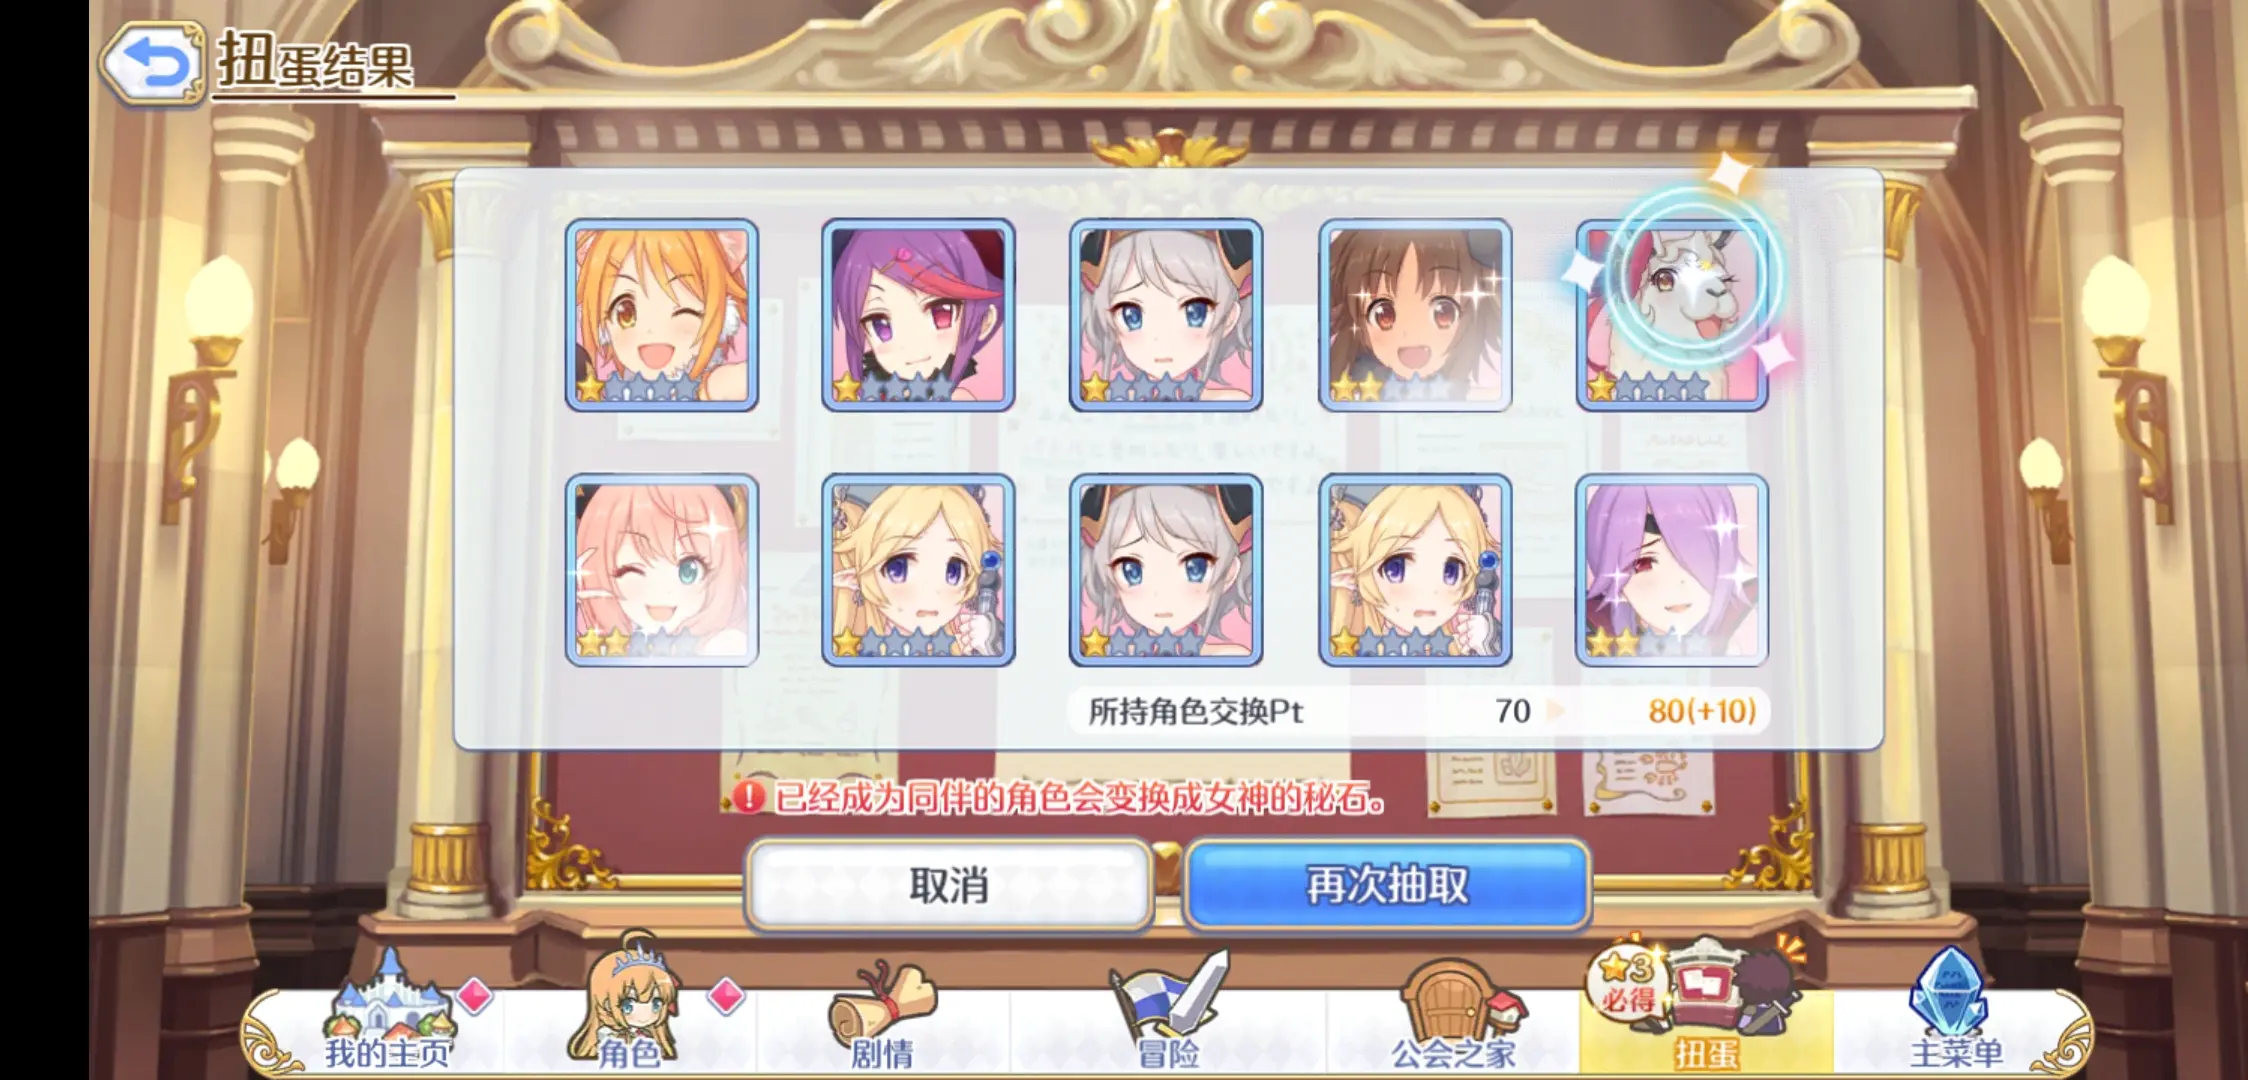 扭蛋结果
所持角色交换Pt 70 80(+10)
已经成为同伴的角色会变换成女神的秘石。
取消
再次抽取
★3
必得
我的主页
角色
剧情
冒险
公会之家
扭蛋
主菜单